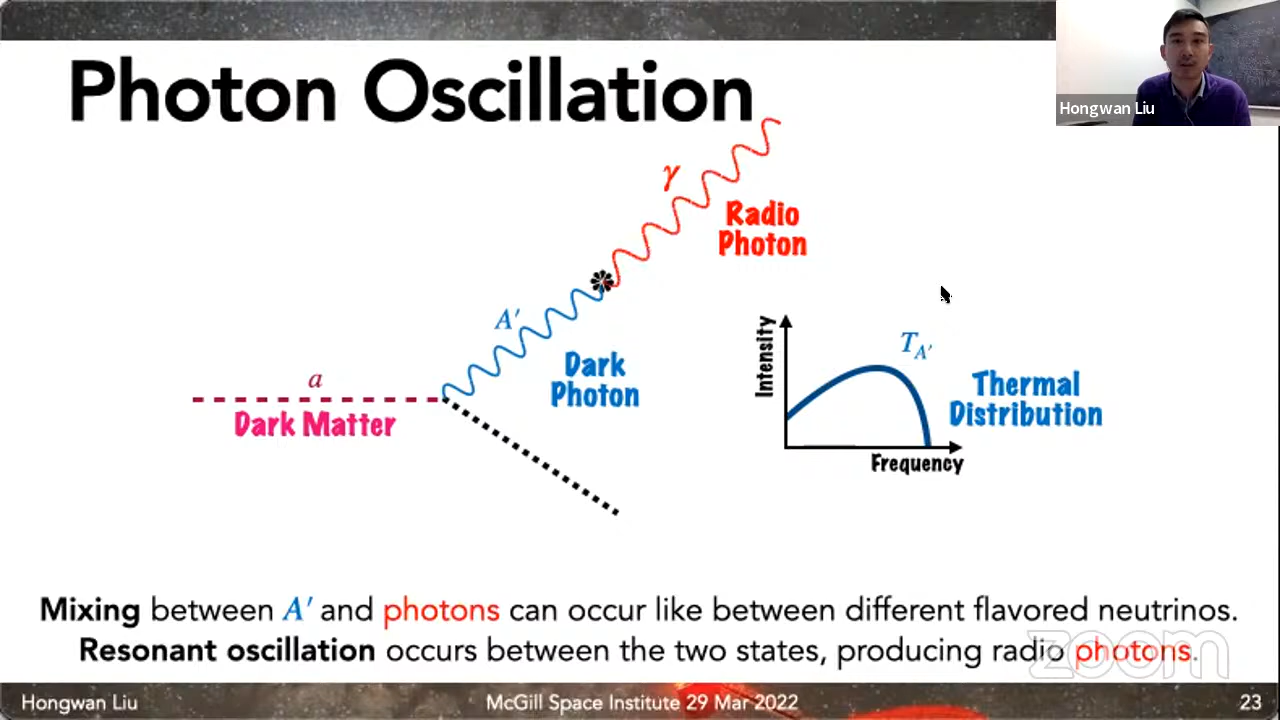 Photon Oscillation
Hongwan Liu
γ
Radio
Photon
A′
Dark
Photon
a
Dark Matter
Intensity
T_{A′}
Thermal
Distribution
Frequency
Mixing between A′ and photons can occur like between different flavored neutrinos.
Resonant oscillation occurs between the two states, producing radio photons.
zoom
Hongwan Liu
McGill Space Institute 29 Mar 2022
23